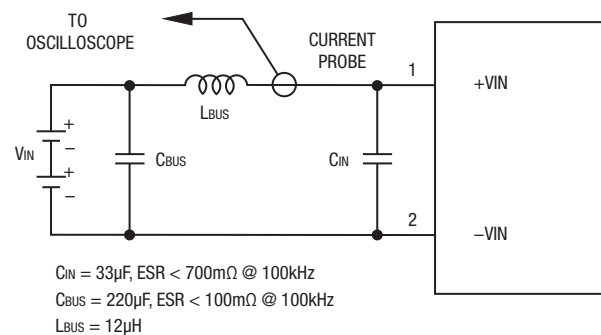 TO
OSCILLOSCOPE
CURRENT
PROBE
LBUS
1
+VIN
+
VIN
−
+
−
CBUS
CIN
2
−VIN
CIN = 33µF, ESR < 700mΩ @ 100kHz
CBUS = 220µF, ESR < 100mΩ @ 100kHz
LBUS = 12µH